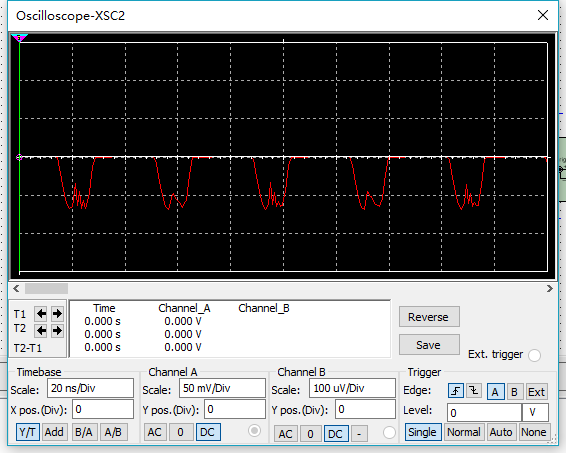 Oscilloscope-XSC2
Time Channel_A Channel_B
T1 0.000 s 0.000 V
T2 0.000 s 0.000 V
T2-T1 0.000 s 0.000 V
Reverse
Save
Ext. trigger
Timebase
Scale: 20 ns/Div
X pos.(Div): 0
Y/T Add B/A A/B
Channel A
Scale: 50 mV/Div
Y pos.(Div): 0
AC 0 DC
Channel B
Scale: 100 uV/Div
Y pos.(Div): 0
AC 0 DC -
Trigger
Edge: A B Ext
Level: 0 V
Single Normal Auto None